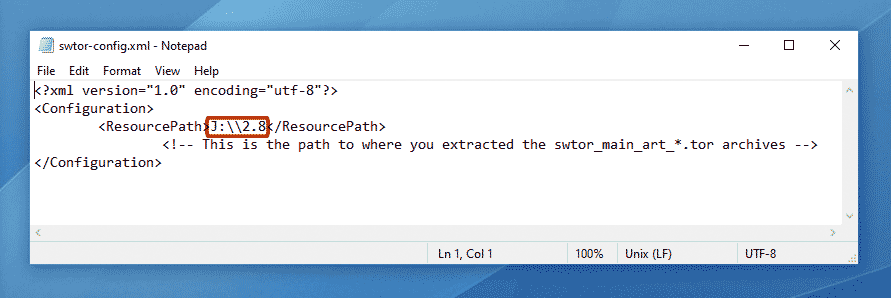 swtor-config.xml - Notepad
File Edit Format View Help
<?xml version="1.0" encoding="utf-8"?>
<Configuration>
<ResourcePath>J:\\2.8</ResourcePath>
<!-- This is the path to where you extracted the swtor_main_art_*.tor archives -->
</Configuration>
Ln 1, Col 1 100% Unix (LF) UTF-8